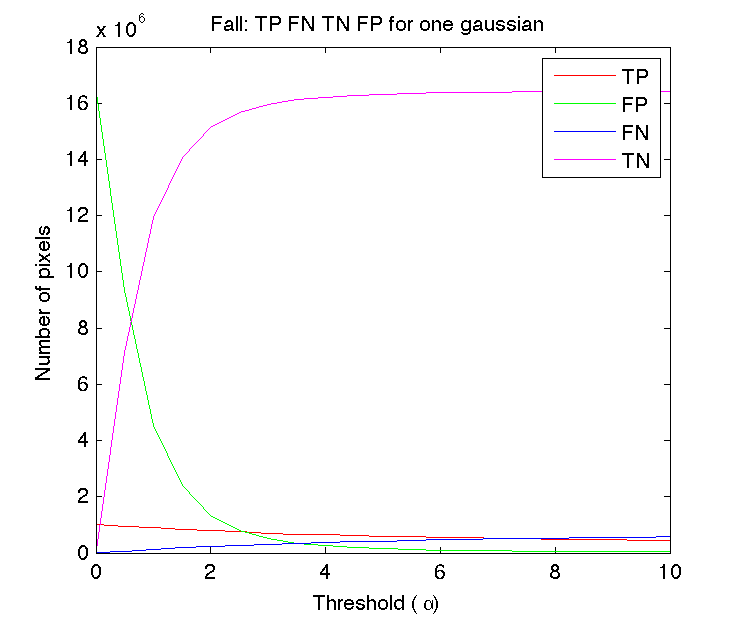 Fall: TP FN TN FP for one gaussian
x 10^6
18
16
14
12
10
8
6
4
2
0
Number of pixels
TP
FP
FN
TN
0 2 4 6 8 10
Threshold ( α)